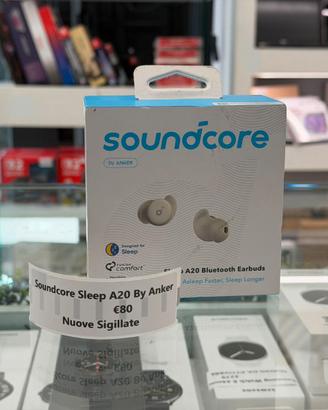 soundcore
BY ANKER
Designed for
Sleep
comfort
A20 Bluetooth Earbuds
Asleep Faster, Sleep Longer
Soundcore Sleep A20 By Anker
€80
Nuove Sigillate